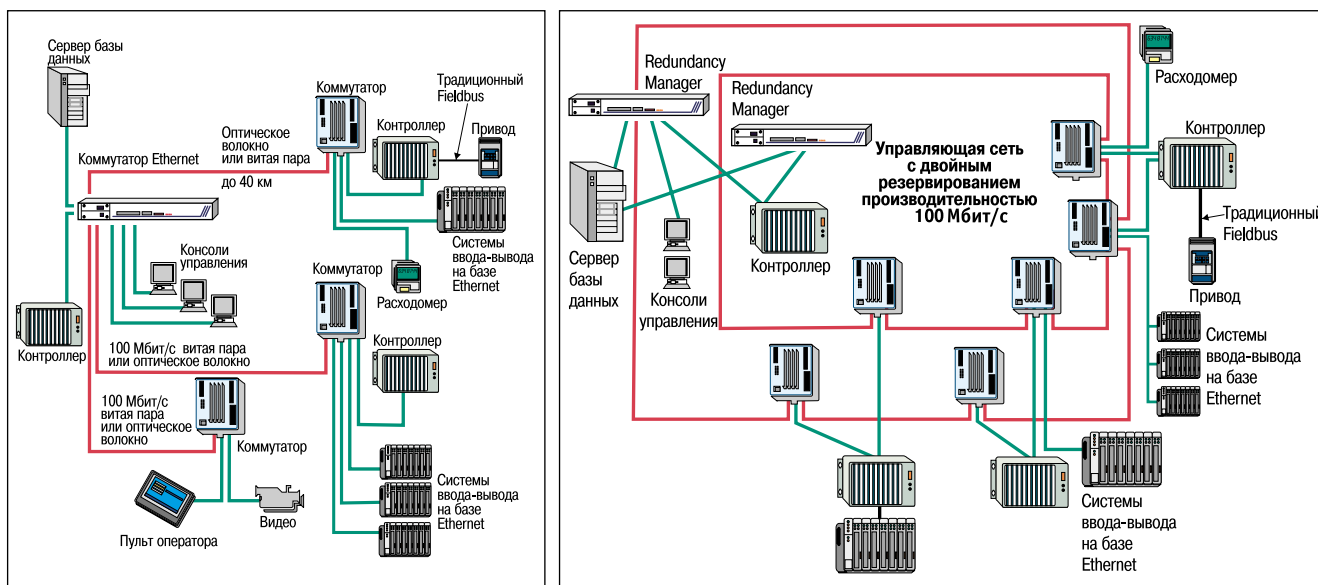 Сервер базы
данных
Коммутатор
Традиционный
Fieldbus
Оптическое
волокно
или витая пара
до 40 км
Контроллер
Привод
Коммутатор Ethernet
Консоли
управления
Системы
ввода-вывода
на базе
Ethernet
Коммутатор
Расходомер
Контроллер
100 Мбит/с витая пара
или оптическое волокно
Контроллер
100 Мбит/с
витая пара
или оптическое
волокно
Коммутатор
Пульт оператора
Видео
Системы
ввода-вывода
на базе
Ethernet
Redundancy
Manager
Redundancy
Manager
Расходомер
Контроллер
Управляющая сеть
с двойным
резервированием
производительностью
100 Мбит/с
Традиционный
Fieldbus
Привод
Сервер
базы
данных
Консоли
управления
Контроллер
Системы
ввода-вывода
на базе
Ethernet
Системы
ввода-вывода
на базе
Ethernet